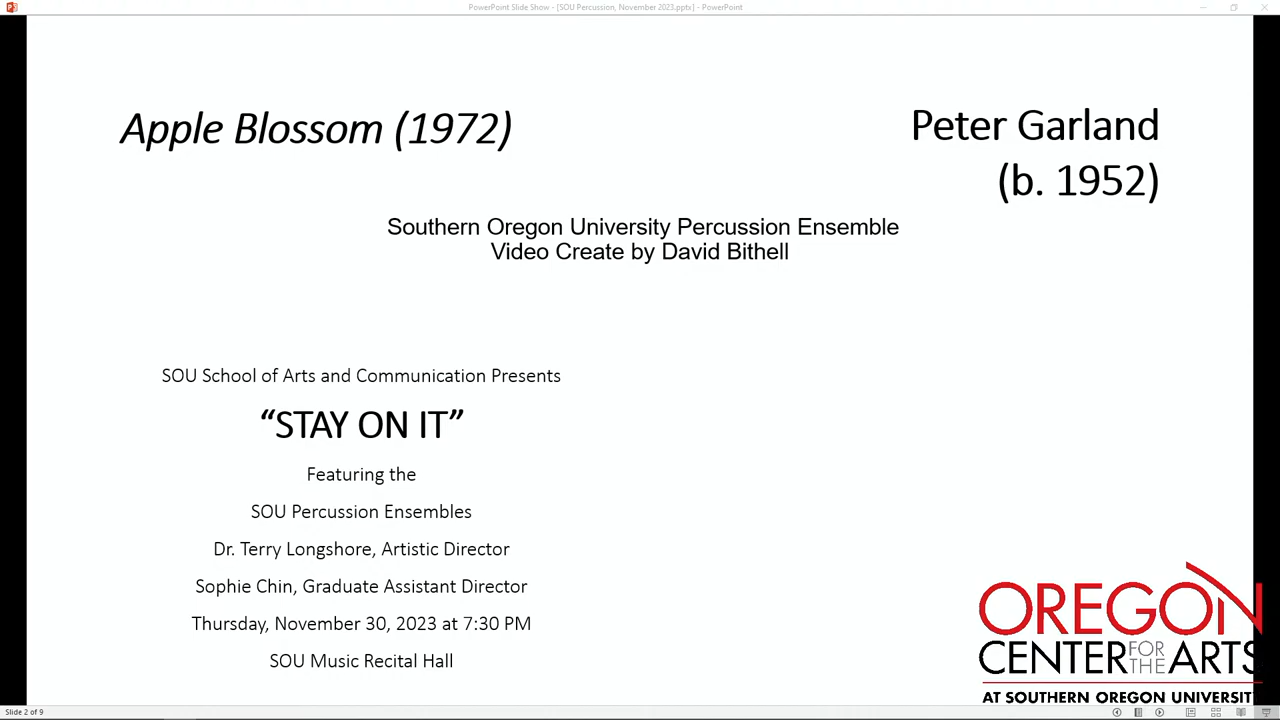 PowerPoint Slide Show - [SOU Percussion, November 2023.pptx] - PowerPoint
Apple Blossom (1972)
Peter Garland
(b. 1952)
Southern Oregon University Percussion Ensemble
Video Create by David Bithell
SOU School of Arts and Communication Presents
“STAY ON IT”
Featuring the
SOU Percussion Ensembles
Dr. Terry Longshore, Artistic Director
Sophie Chin, Graduate Assistant Director
Thursday, November 30, 2023 at 7:30 PM
SOU Music Recital Hall
OREGON
CENTER FOR THE ARTS
AT SOUTHERN OREGON UNIVERSITY
Slide 2 of 9